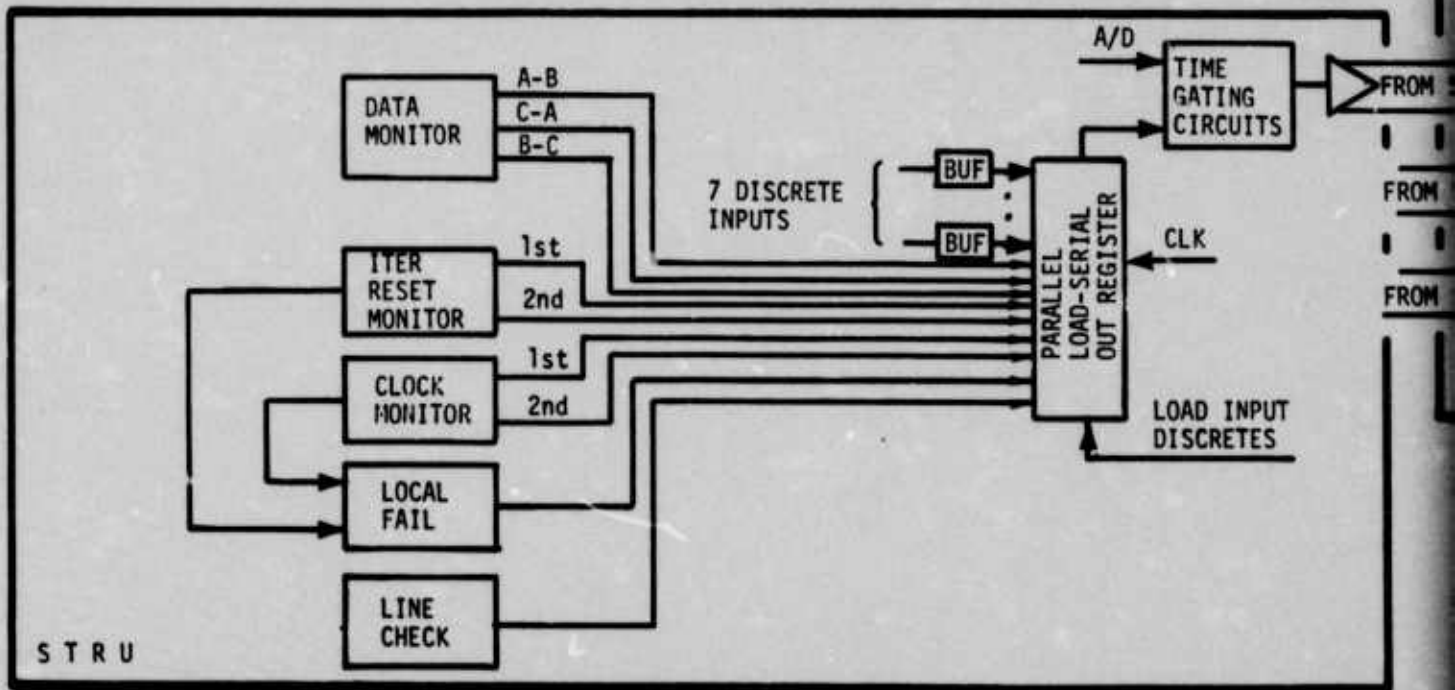 A/D
TIME
GATING
CIRCUITS
FROM
FROM
FROM
DATA
MONITOR
A-B
C-A
B-C
7 DISCRETE
INPUTS
BUF
BUF
PARALLEL
LOAD-SERIAL
OUT REGISTER
CLK
ITER
RESET
MONITOR
1st
2nd
CLOCK
MONITOR
1st
2nd
LOAD INPUT
DISCRETES
LOCAL
FAIL
LINE
CHECK
S T R U